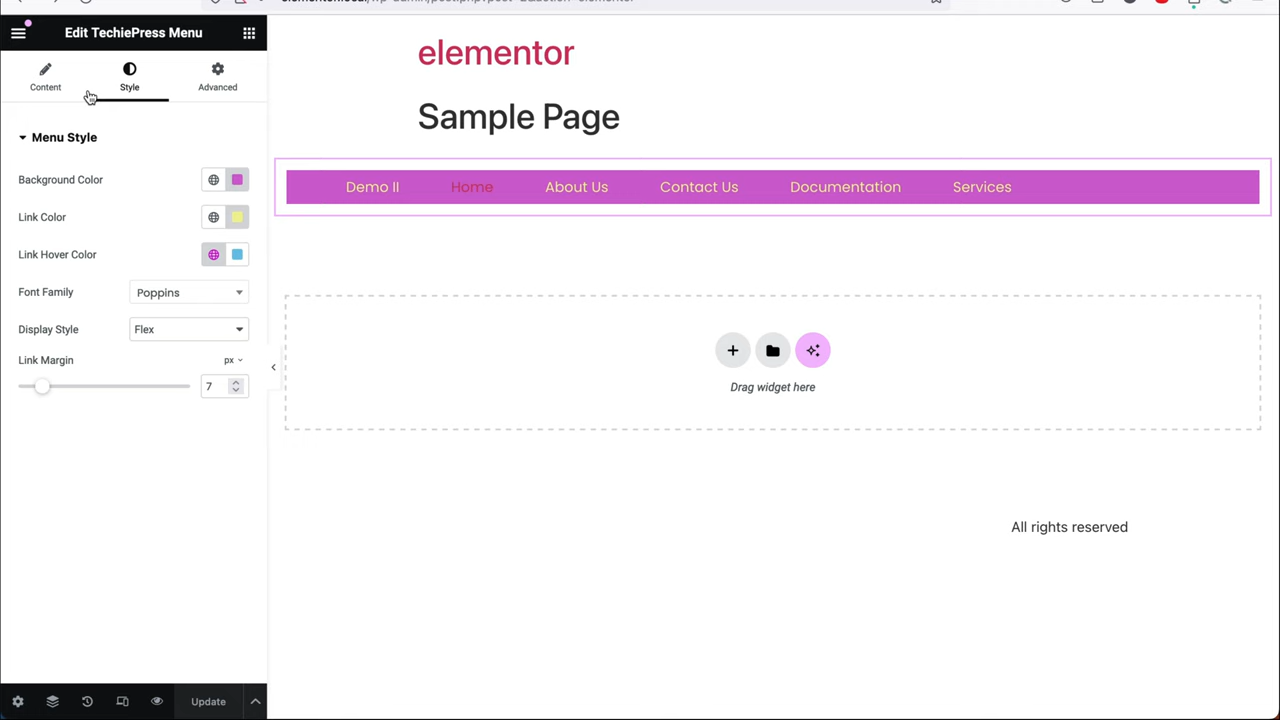 Edit TechiePress Menu
Content
Style
Advanced
Menu Style
Background Color
Link Color
Link Hover Color
Font Family
Poppins
Display Style
Flex
Link Margin
px
7
Update
elementor
Sample Page
Demo II Home About Us Contact Us Documentation Services
Drag widget here
All rights reserved